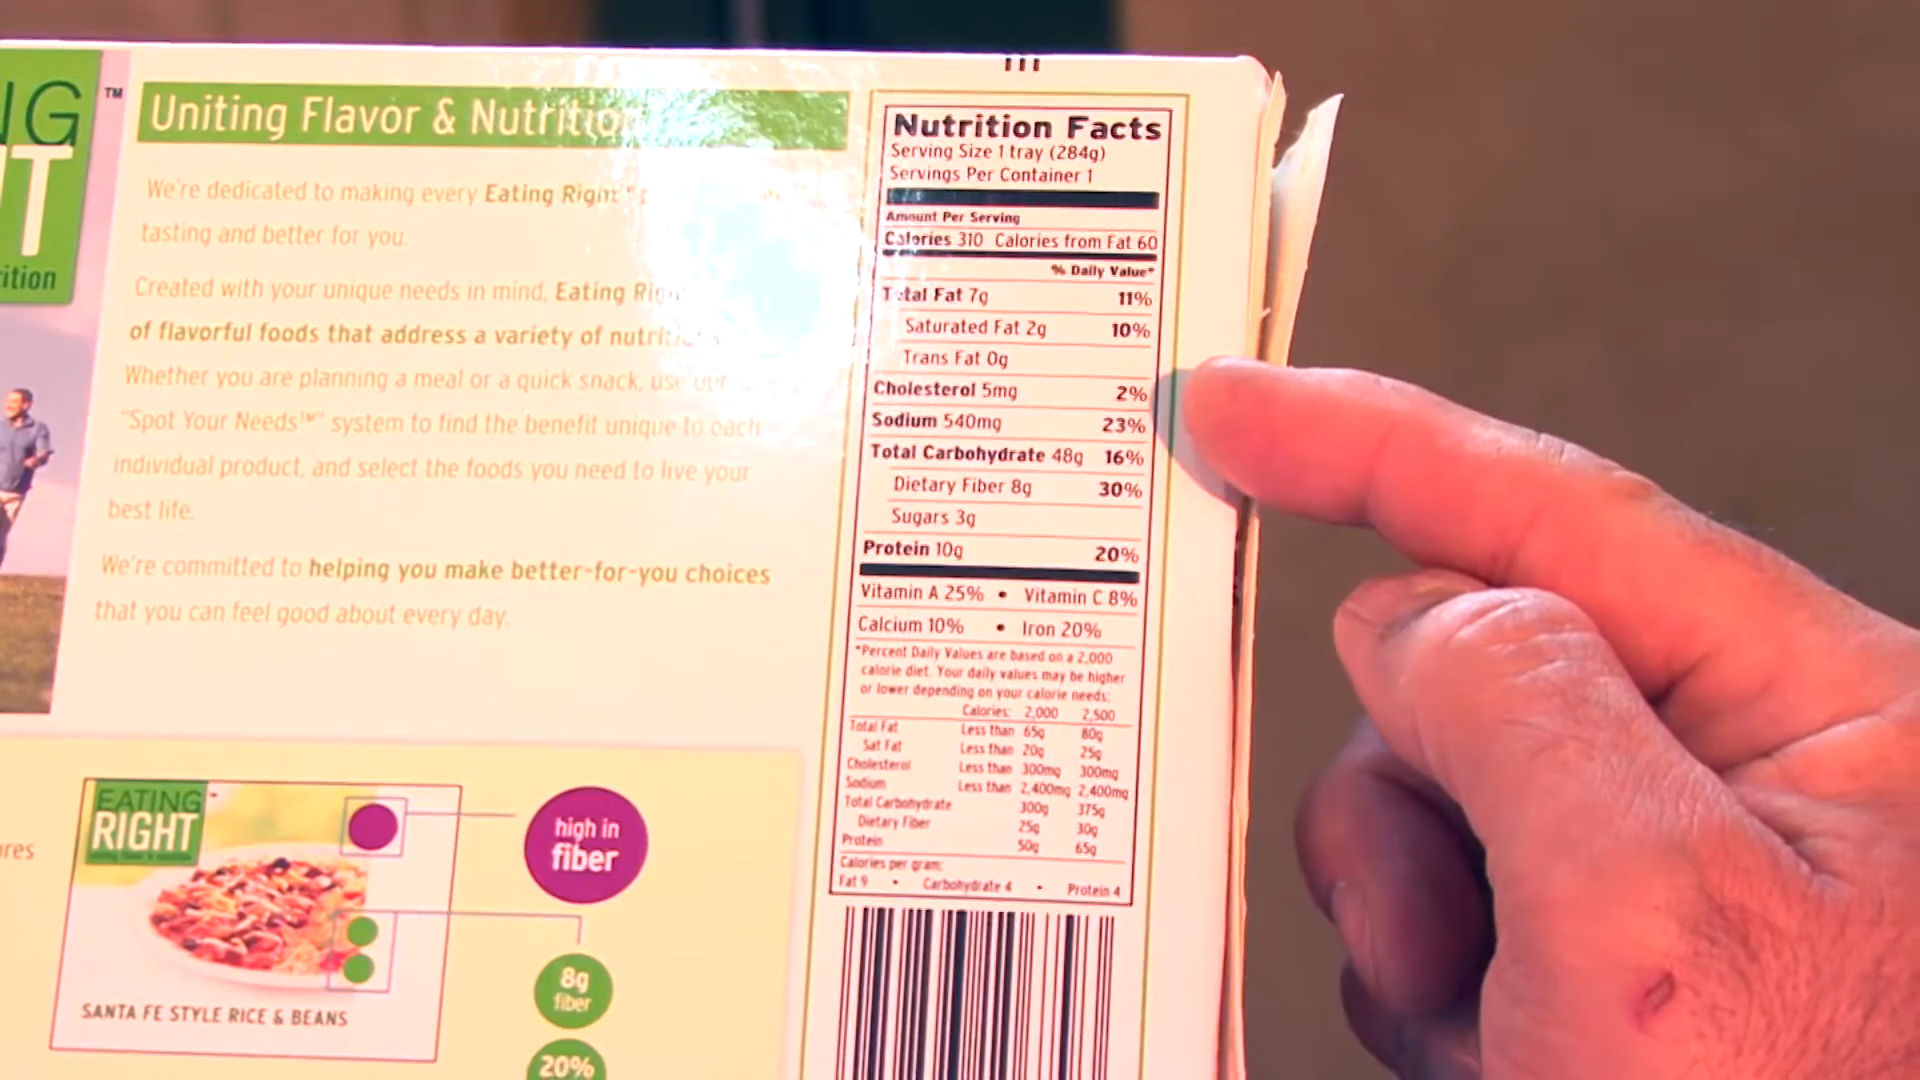 NG
™
T
rition
Uniting Flavor & Nutrition
We're dedicated to making every Eating Right
tasting and better for you.
Created with your unique needs in mind, Eating Right
of flavorful foods that address a variety of
Whether you are planning a meal or a quick snack, use our
"Spot Your Needs™" system to find the benefit unique to each
individual product, and select the foods you need to live your
best life.
We're committed to helping you make better-for-you choices
that you can feel good about every day.
ires
EATING
RIGHT
SANTA FE STYLE RICE & BEANS
high in
fiber
8g
fiber
20%
Nutrition Facts
Serving Size 1 tray (284g)
Servings Per Container 1
Amount Per Serving
Calories 310 Calories from Fat 60
% Daily Value*
Total Fat 7g 11%
Saturated Fat 2g 10%
Trans Fat 0g
Cholesterol 5mg 2%
Sodium 540mg 23%
Total Carbohydrate 48g 16%
Dietary Fiber 8g 30%
Sugars 3g
Protein 10g 20%
Vitamin A 25% • Vitamin C 8%
Calcium 10% • Iron 20%
*Percent Daily Values are based on a 2,000
calorie diet. Your daily values may be higher
or lower depending on your calorie needs:
Calories: 2,000 2,500
Total Fat Less than 65g 80g
Sat Fat Less than 20g 25g
Cholesterol Less than 300mg 300mg
Sodium Less than 2,400mg 2,400mg
Total Carbohydrate 300g 375g
Dietary Fiber 25g 30g
Protein 50g 65g
Calories per gram:
Fat 9 • Carbohydrate 4 • Protein 4